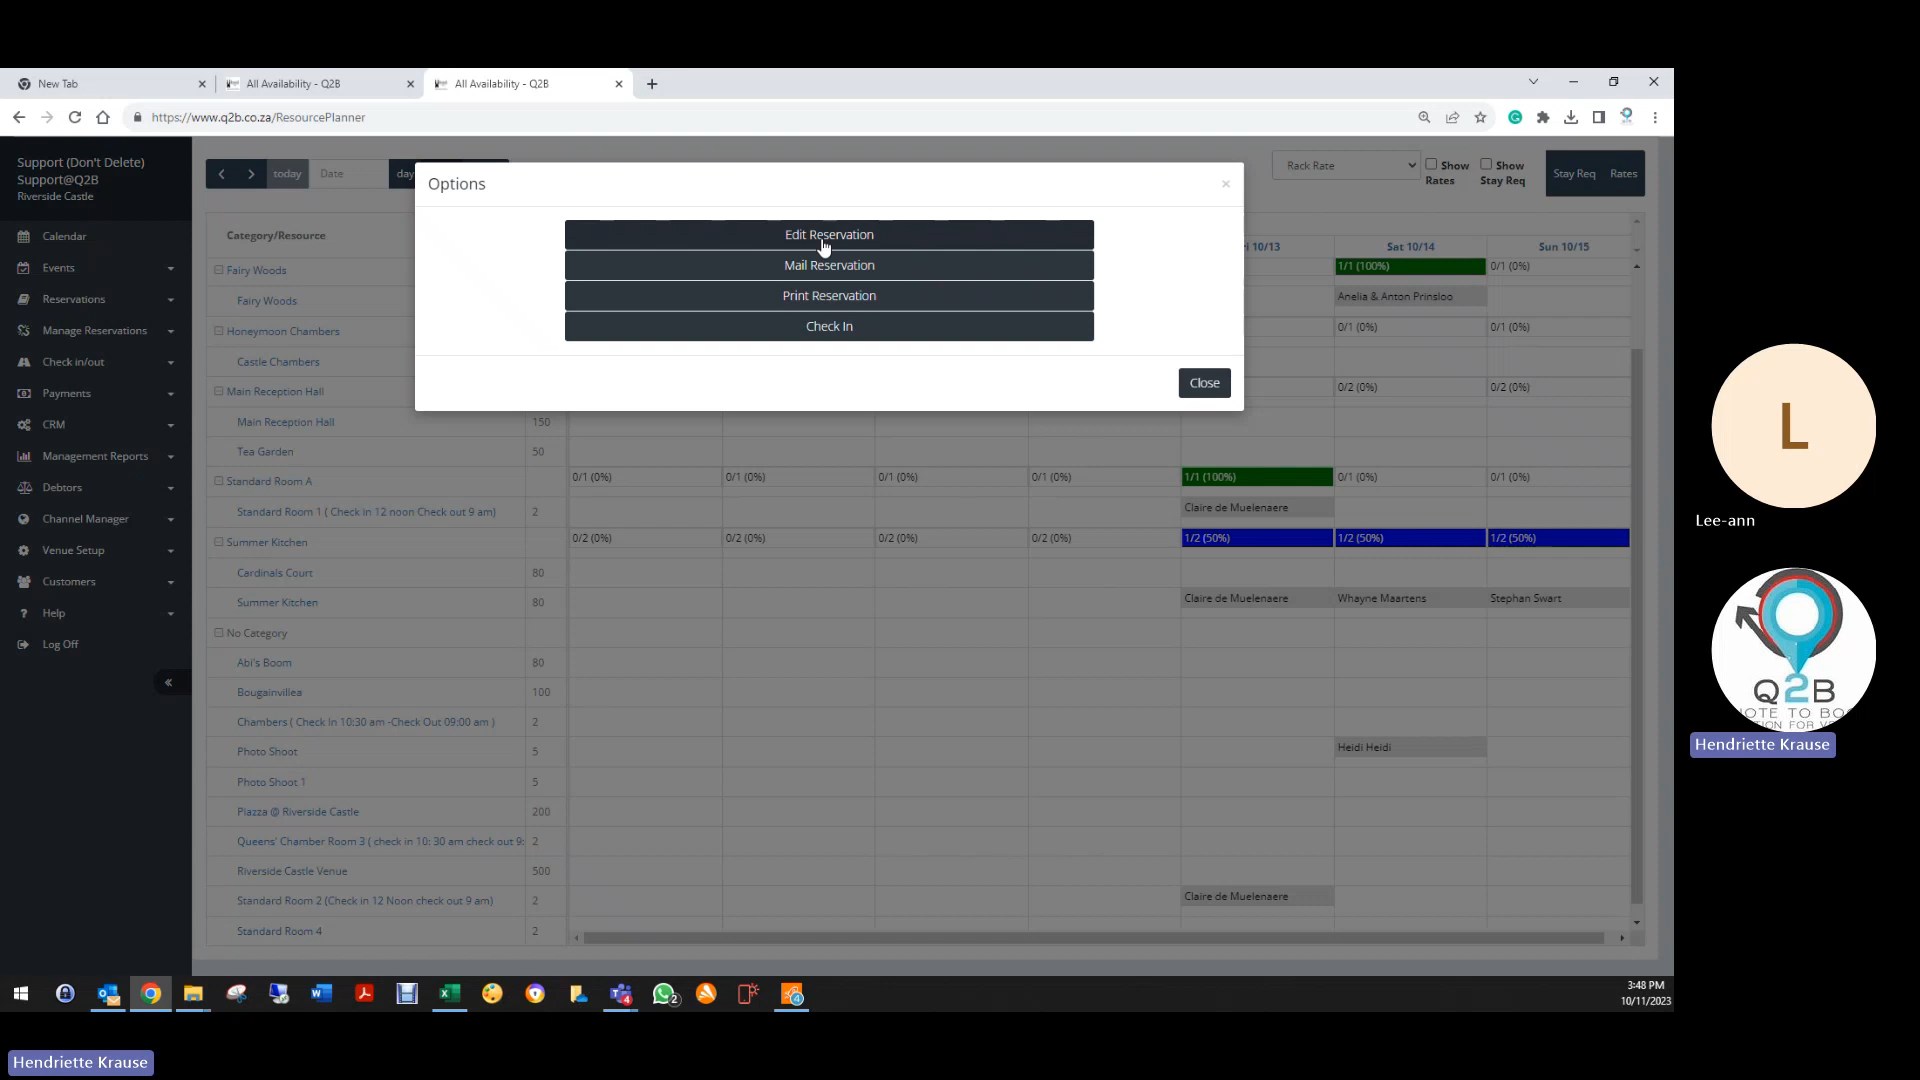 New Tab
All Availability - Q2B
All Availability - Q2B
https://www.q2b.co.za/ResourcePlanner
Support (Don't Delete)
Support@Q2B
Riverside Castle
Calendar
Events
Reservations
Manage Reservations
Check in/out
Payments
CRM
Management Reports
Debtors
Channel Manager
Venue Setup
Customers
Help
Log Off
today
Date
day
Rack Rate
Show Rates
Show Stay Req
Stay Req
Rates
Options
Edit Reservation
Mail Reservation
Print Reservation
Check In
Close
Category/Resource
10/13
Sat 10/14
Sun 10/15
Fairy Woods
1/1 (100%)
0/1 (0%)
Fairy Woods
Anelia & Anton Prinsloo
Honeymoon Chambers
0/1 (0%)
0/1 (0%)
Castle Chambers
Main Reception Hall
0/2 (0%)
0/2 (0%)
Main Reception Hall
150
Tea Garden
50
Standard Room A
0/1 (0%)
0/1 (0%)
0/1 (0%)
0/1 (0%)
1/1 (100%)
0/1 (0%)
0/1 (0%)
Standard Room 1 ( Check in 12 noon Check out 9 am)
2
Claire de Muelenaere
Summer Kitchen
0/2 (0%)
0/2 (0%)
0/2 (0%)
0/2 (0%)
1/2 (50%)
1/2 (50%)
1/2 (50%)
Cardinals Court
80
Summer Kitchen
80
Claire de Muelenaere
Whayne Maartens
Stephan Swart
No Category
Abi's Boom
80
Bougainvillea
100
Chambers ( Check In 10:30 am -Check Out 09:00 am )
2
Photo Shoot
5
Heidi Heidi
Photo Shoot 1
5
Piazza @ Riverside Castle
200
Queens' Chamber Room 3 ( check in 10: 30 am check out 9:
2
Riverside Castle Venue
500
Standard Room 2 (Check in 12 Noon check out 9 am)
2
Claire de Muelenaere
Standard Room 4
2
3:48 PM
10/11/2023
L
Lee-ann
Q2B
Hendriette Krause
Hendriette Krause